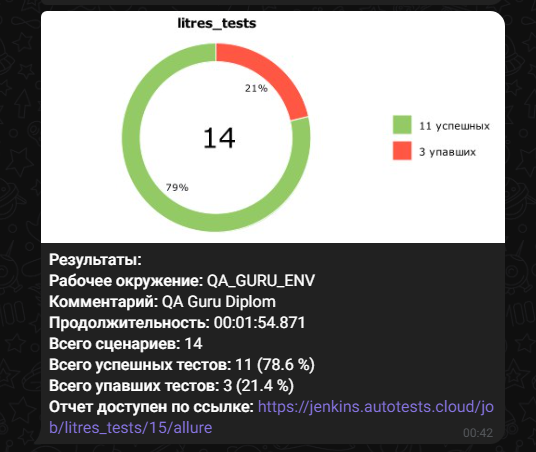 litres_tests
21%
14
11 успешных
3 упавших
79%
Результаты:
Рабочее окружение: QA_GURU_ENV
Комментарий: QA Guru Diplom
Продолжительность: 00:01:54.871
Всего сценариев: 14
Всего успешных тестов: 11 (78.6 %)
Всего упавших тестов: 3 (21.4 %)
Отчет доступен по ссылке: https://jenkins.autotests.cloud/jo
b/litres_tests/15/allure
00:42